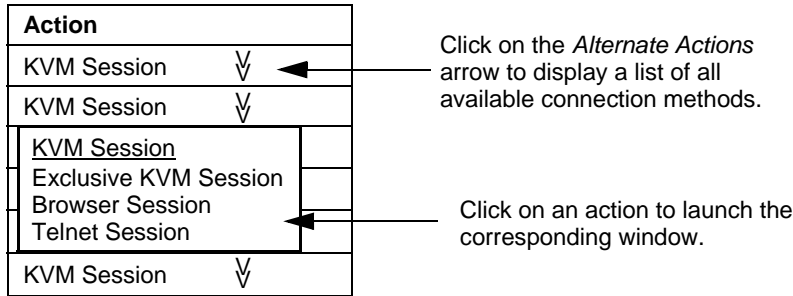 Action
KVM Session
KVM Session
KVM Session
Exclusive KVM Session
Browser Session
Telnet Session
KVM Session
Click on the Alternate Actions
arrow to display a list of all
available connection methods.
Click on an action to launch the
corresponding window.